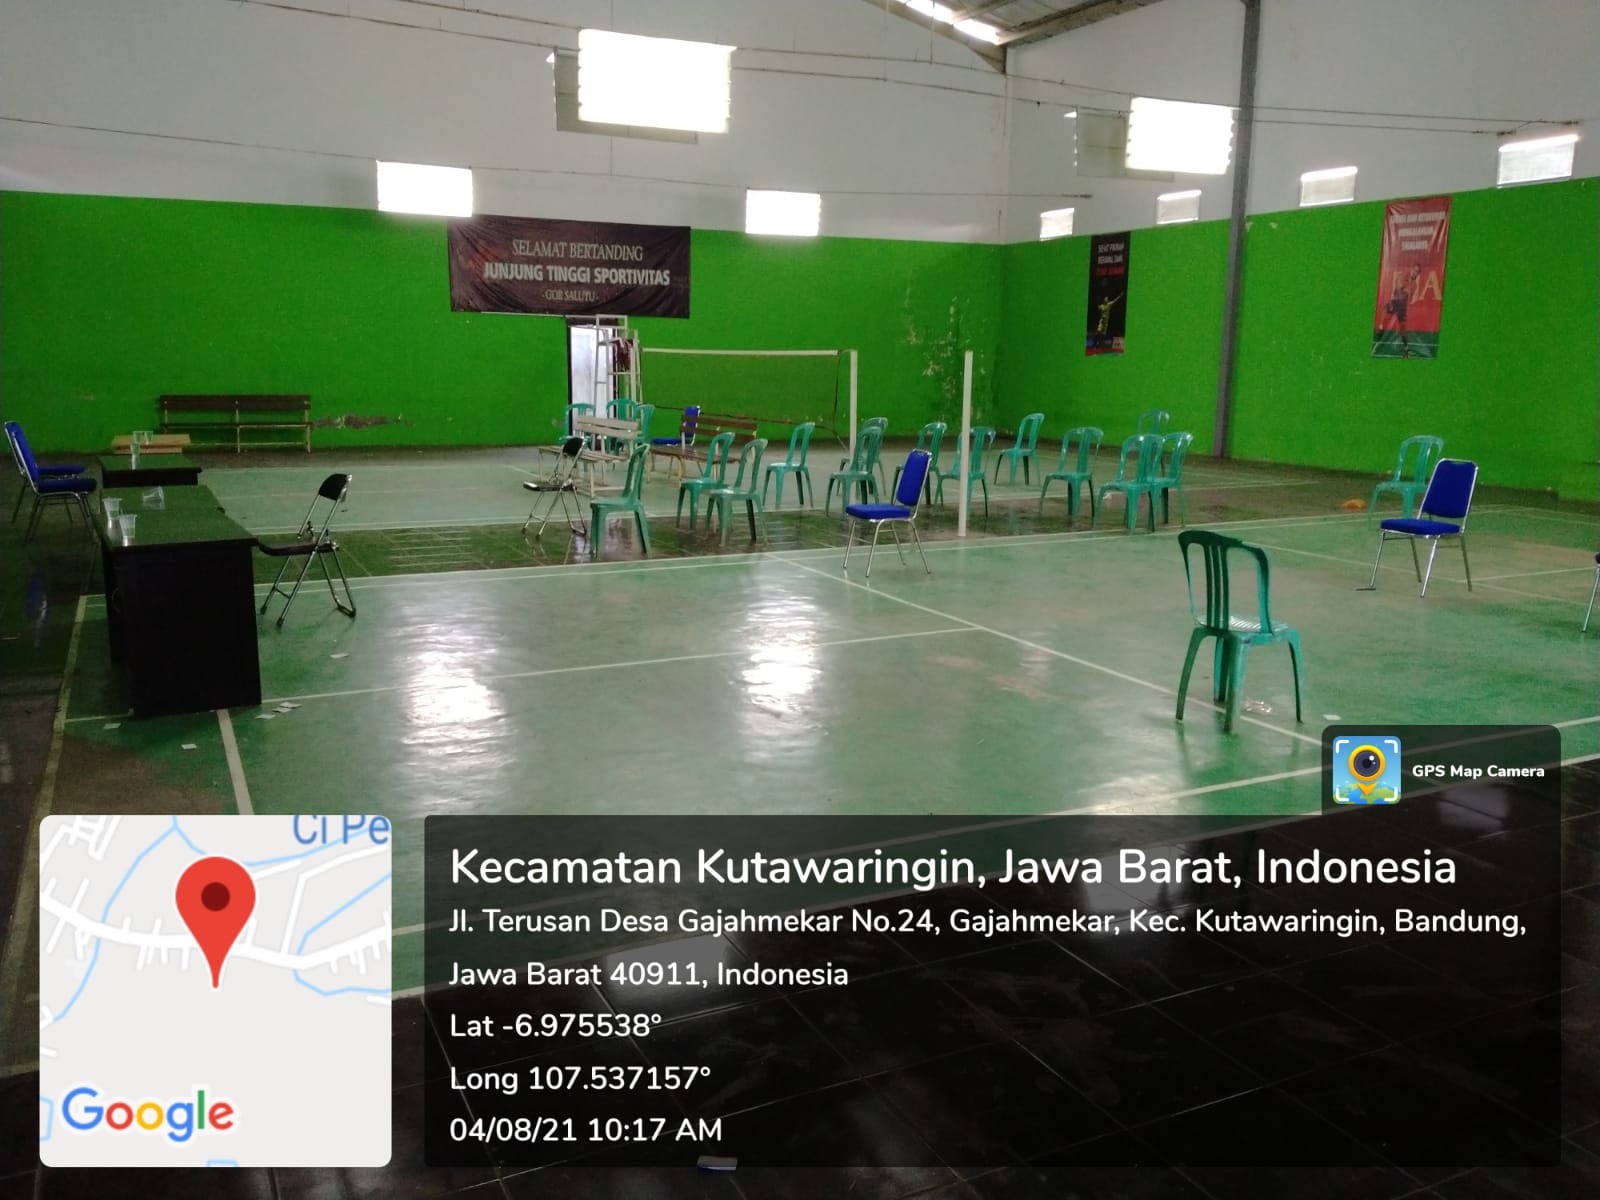 SELAMAT BERTANDING
JUNJUNG TINGGI SPORTIVITAS
- GOR SALUTU -
GPS Map Camera
Ci Pe
Google
Kecamatan Kutawaringin, Jawa Barat, Indonesia
Jl. Terusan Desa Gajahmekar No.24, Gajahmekar, Kec. Kutawaringin, Bandung,
Jawa Barat 40911, Indonesia
Lat -6.975538°
Long 107.537157°
04/08/21 10:17 AM